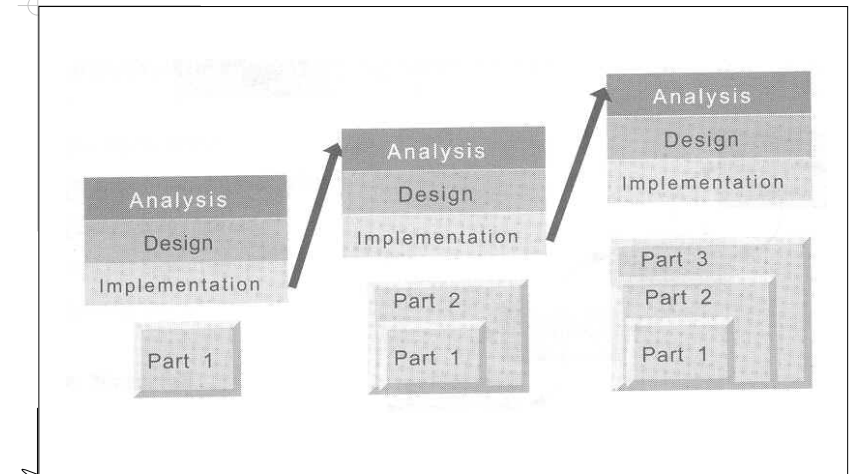 Analysis
Design
Implementation
Part 1
Analysis
Design
Implementation
Part 2
Part 1
Analysis
Design
Implementation
Part 3
Part 2
Part 1